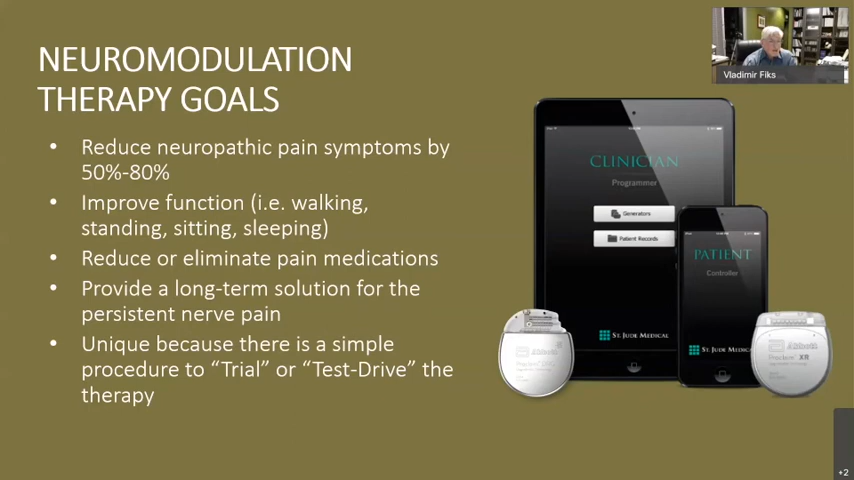 NEUROMODULATION
THERAPY GOALS
• Reduce neuropathic pain symptoms by
50%-80%
• Improve function (i.e. walking,
standing, sitting, sleeping)
• Reduce or eliminate pain medications
• Provide a long-term solution for the
persistent nerve pain
• Unique because there is a simple
procedure to “Trial” or “Test-Drive” the
therapy
Vladimir Fiks
CLINICIAN
Programmer
Generators
Patient Records
ST. JUDE MEDICAL
PATIENT
Controller
ST. JUDE MEDICAL
Abbott
Abbott
Proclaim XR
+2